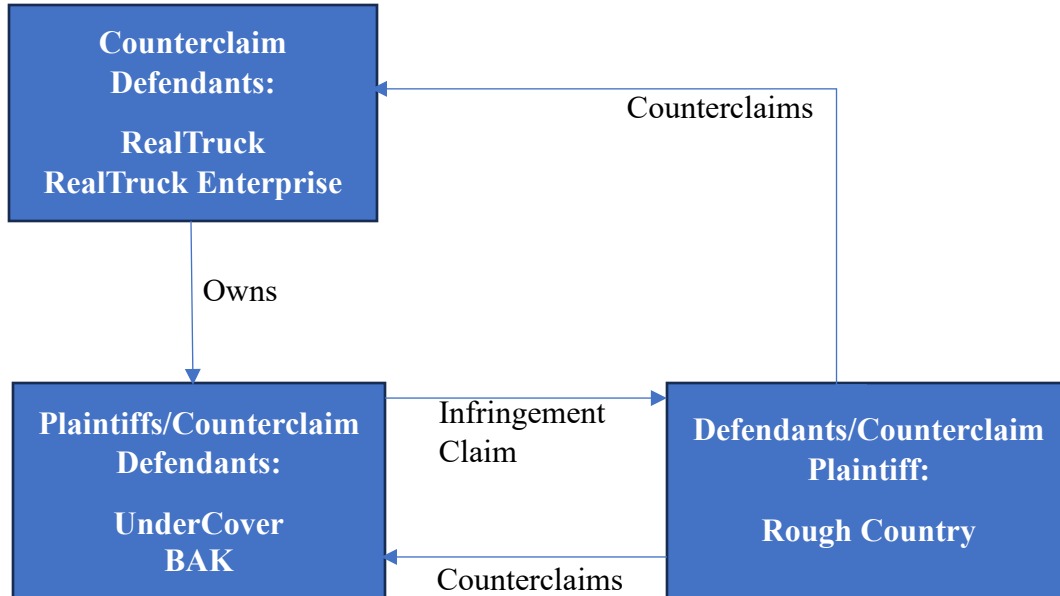 Counterclaim
Defendants:
RealTruck
RealTruck Enterprise
Counterclaims
Owns
Plaintiffs/Counterclaim
Defendants:
UnderCover
BAK
Infringement
Claim
Defendants/Counterclaim
Plaintiff:
Rough Country
Counterclaims